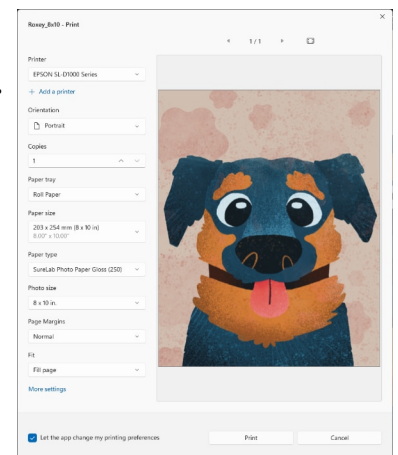 Roxey_8x10 - Print
1 / 1
Printer
EPSON SL-D1000 Series
+ Add a printer
Orientation
Portrait
Copies
1
Paper tray
Roll Paper
Paper size
203 x 254 mm (8 x 10 in)
8.00" x 10.00"
Paper type
SureLab Photo Paper Gloss (250)
Photo size
8 x 10 in.
Page Margins
Normal
Fit
Fill page
More settings
Let the app change my printing preferences
Print
Cancel